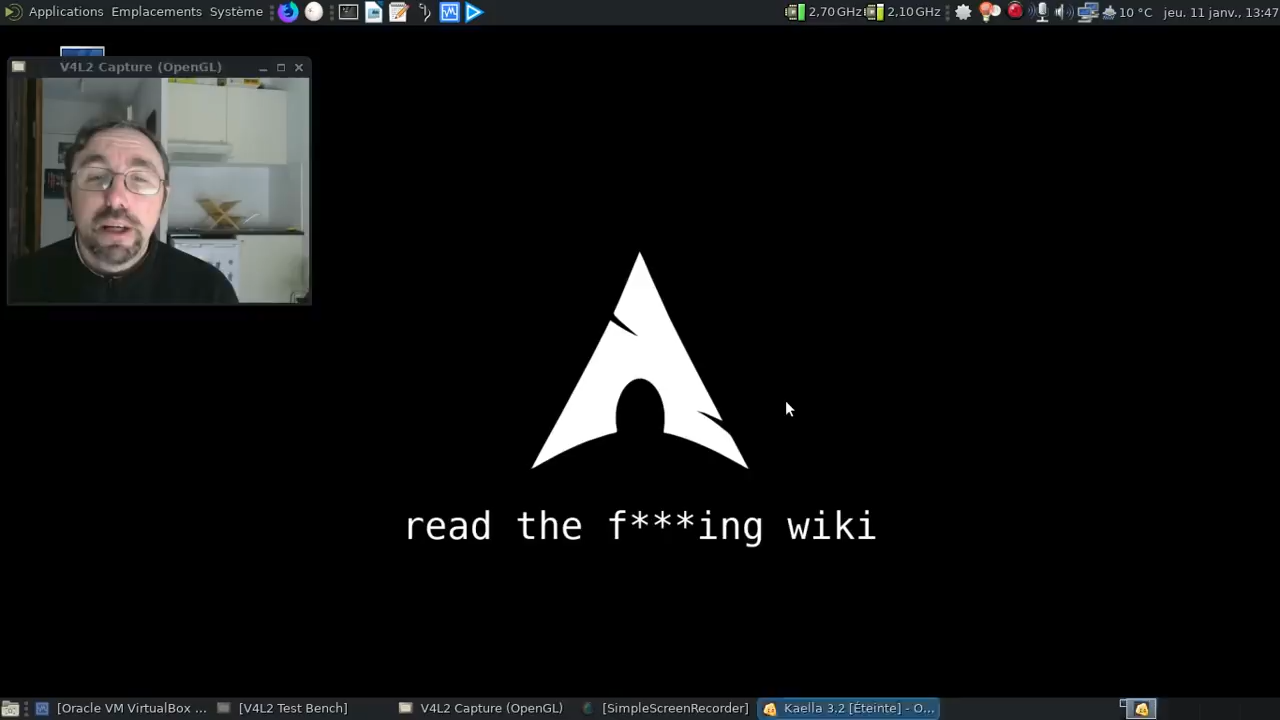 Applications Emplacements Système 2,70 GHz 2,10 GHz 10 °C jeu. 11 janv., 13:47
V4L2 Capture (OpenGL)
read the f***ing wiki
[Oracle VM VirtualBox ... [V4L2 Test Bench] V4L2 Capture (OpenGL) [SimpleScreenRecorder] Kaella 3.2 [Éteinte] - O...